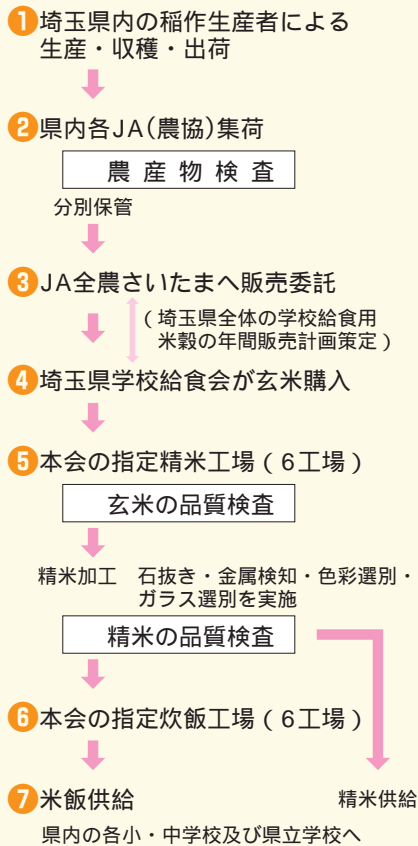 ❶埼玉県内の稲作生産者による
生産・収穫・出荷
❷県内各JA(農協)集荷
農産物検査
分別保管
❸JA全農さいたまへ販売委託
(埼玉県全体の学校給食用
米穀の年間販売計画策定)
❹埼玉県学校給食会が玄米購入
❺本会の指定精米工場(6工場)
玄米の品質検査
精米加工 石抜き・金属検知・色彩選別・
ガラス選別を実施
精米の品質検査
❻本会の指定炊飯工場(6工場)
❼米飯供給 精米供給
県内の各小・中学校及び県立学校へ